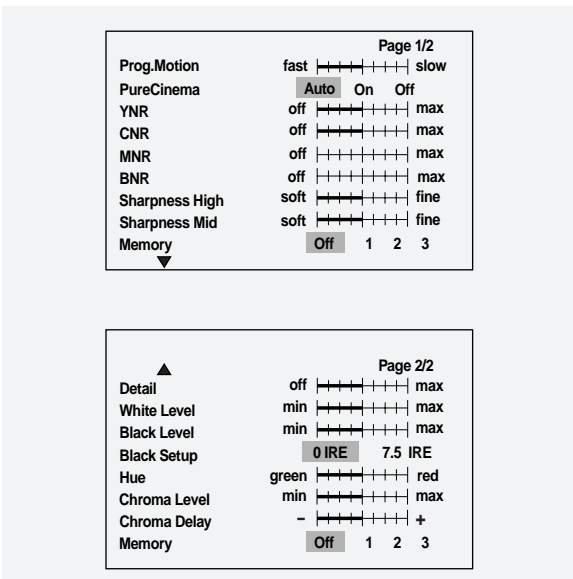 Page 1/2
Prog.Motion fast slow
PureCinema Auto On Off
YNR off max
CNR off max
MNR off max
BNR off max
Sharpness High soft fine
Sharpness Mid soft fine
Memory Off 1 2 3
Page 2/2
Detail off max
White Level min max
Black Level min max
Black Setup 0 IRE 7.5 IRE
Hue green red
Chroma Level min max
Chroma Delay – +
Memory Off 1 2 3